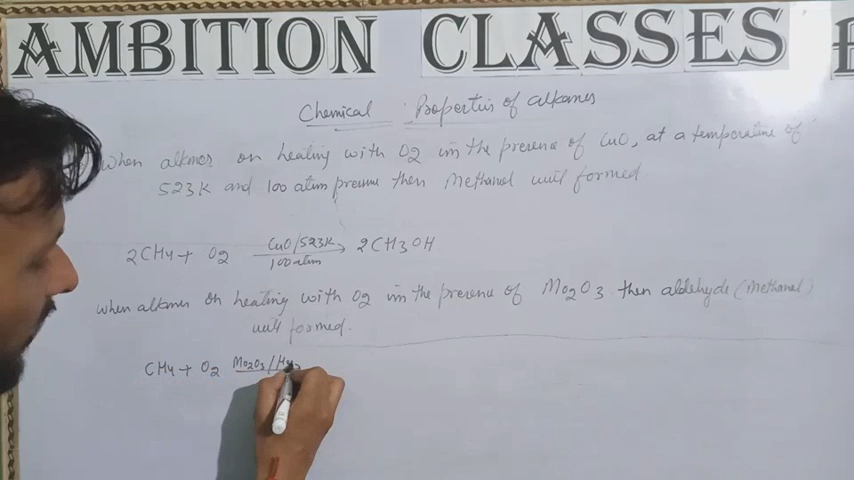 AMBITION CLASSES
Chemical Properties of alkanes
when alkanes on heating with O2 in the presence of CuO, at a temperature of
523K and 100 atm pressure then Methanol will formed
2CH4 + O2 CuO/523K 2CH3OH
100 atm
when alkanes on heating with O2 in the presence of Mo2O3 then aldehyde (Methanal)
will formed.
CH4 + O2 Mo2O3/